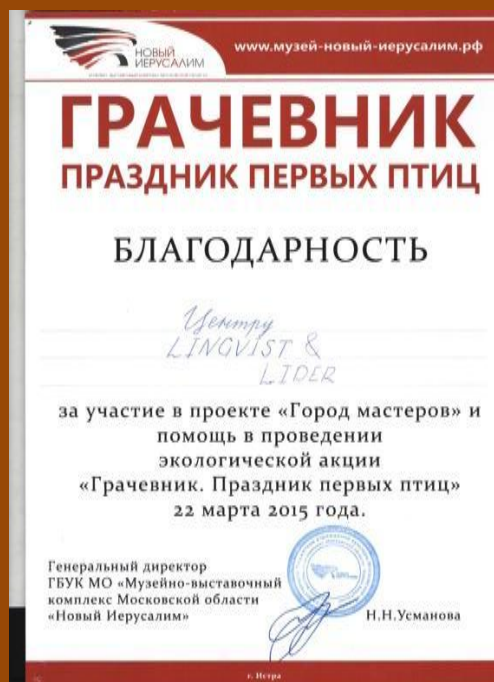 НОВЫЙ
ИЕРУСАЛИМ
www.музей-новый-иерусалим.рф
ГРАЧЕВНИК
ПРАЗДНИК ПЕРВЫХ ПТИЦ
БЛАГОДАРНОСТЬ
Центру
LINGVIST &
LIDER
за участие в проекте «Город мастеров» и
помощь в проведении
экологической акции
«Грачевник. Праздник первых птиц»
22 марта 2015 года.
Генеральный директор
ГБУК МО «Музейно-выставочный
комплекс Московской области
«Новый Иерусалим»
Н.Н.Усманова
г. Истра